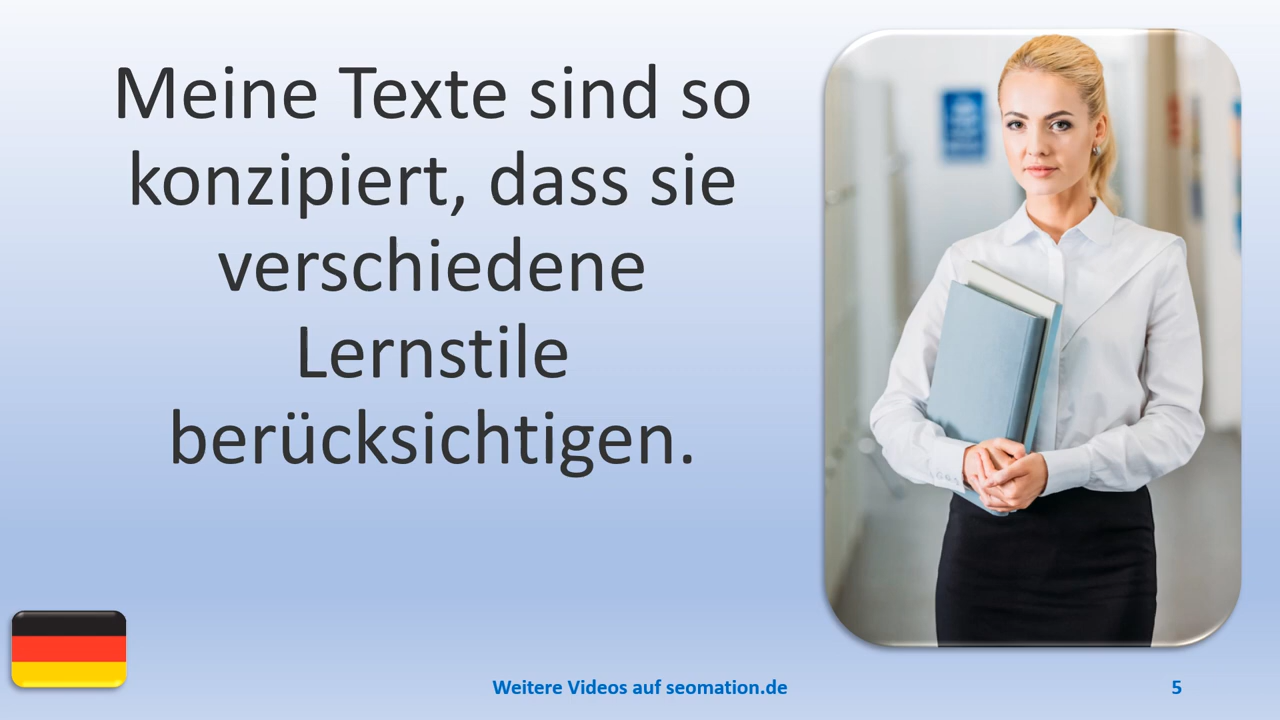 Meine Texte sind so
konzipiert, dass sie
verschiedene
Lernstile
berücksichtigen.
Weitere Videos auf seomation.de
5